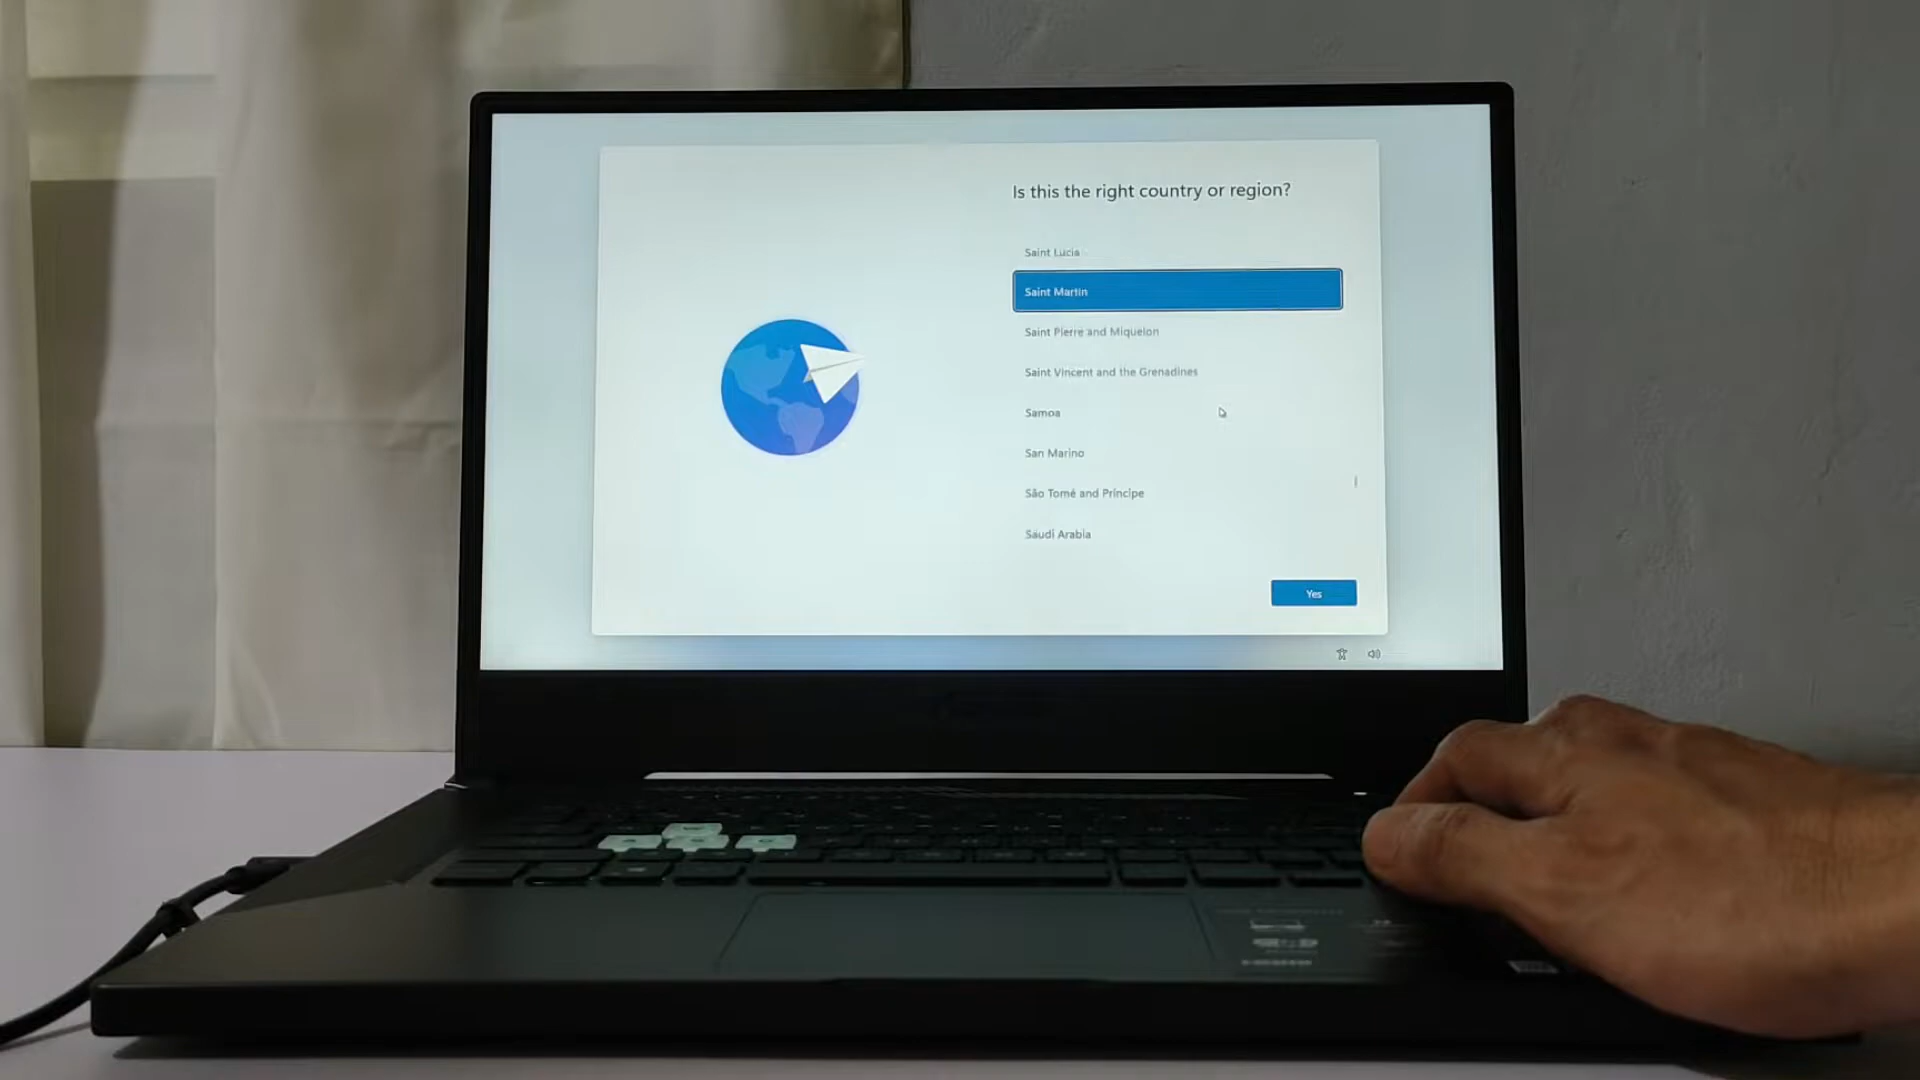 Is this the right country or region?
Saint Lucia
Saint Martin
Saint Pierre and Miquelon
Saint Vincent and the Grenadines
Samoa
San Marino
São Tomé and Príncipe
Saudi Arabia
Yes
W
A